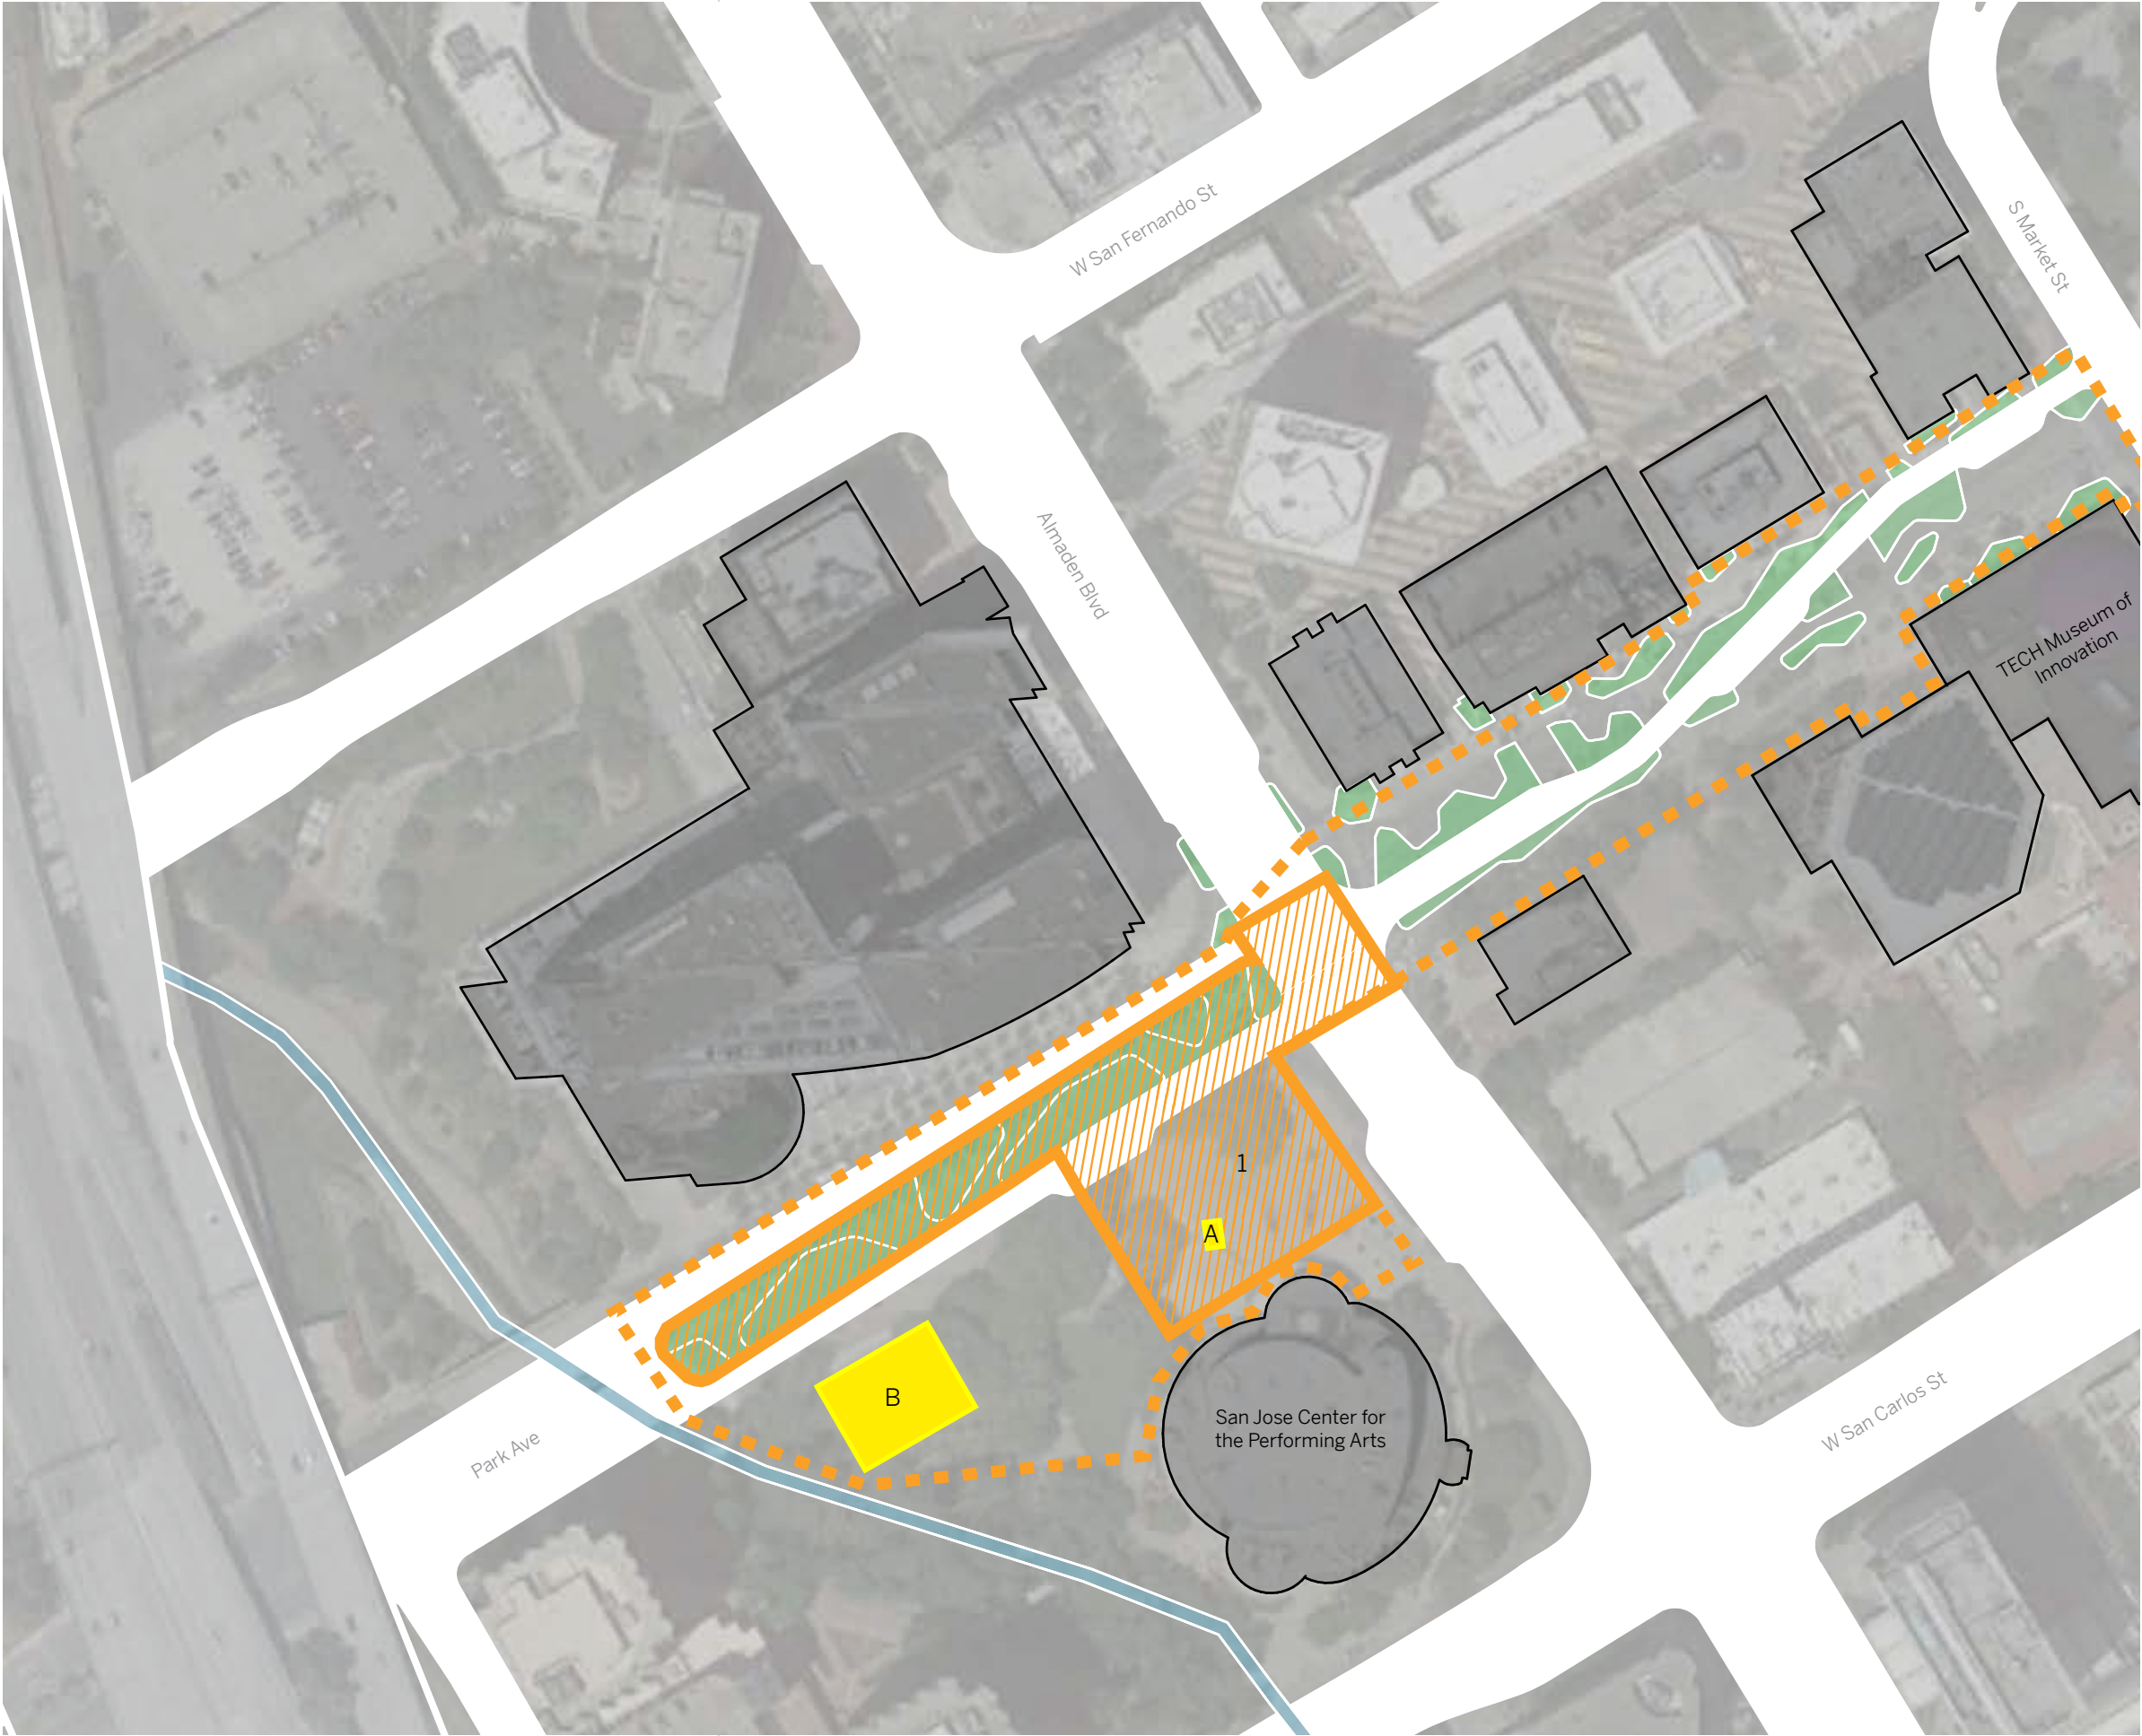 W San Fernando St
S Market St
Almaden Blvd
TECH Museum of
Innovation
1
A
B
San Jose Center for
the Performing Arts
Park Ave
W San Carlos St